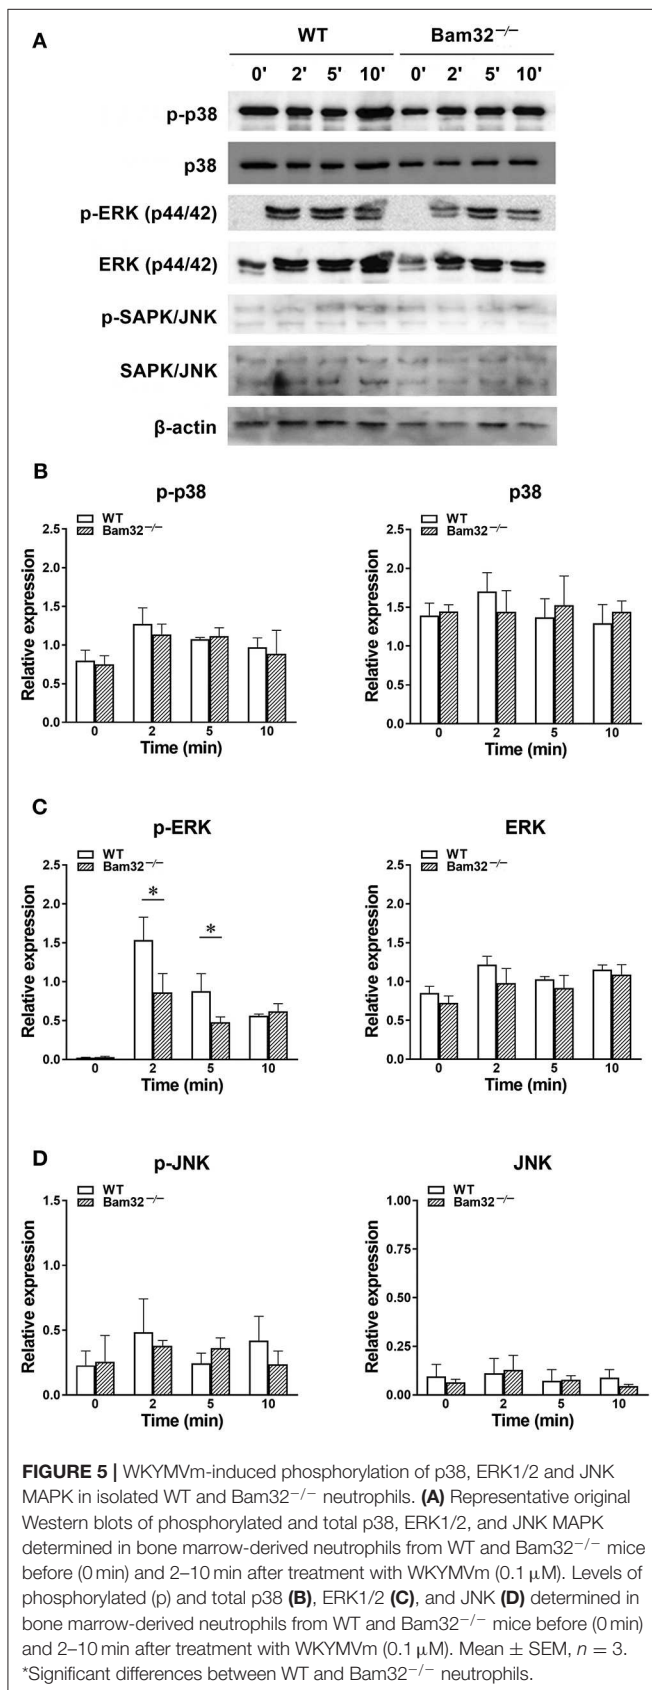 A
WT Bam32−/−
0' 2' 5' 10' 0' 2' 5' 10'
p-p38
p38
p-ERK (p44/42)
ERK (p44/42)
p-SAPK/JNK
SAPK/JNK
β-actin
B
p-p38
WT
Bam32−/−
2.5
2.0
1.5
1.0
0.5
0.0
Relative expression
0 2 5 10
Time (min)
p38
WT
Bam32−/−
2.5
2.0
1.5
1.0
0.5
0.0
Relative expression
0 2 5 10
Time (min)
C
p-ERK
WT
Bam32−/−
2.5
2.0
1.5
1.0
0.5
0.0
* *
Relative expression
0 2 5 10
Time (min)
ERK
WT
Bam32−/−
2.5
2.0
1.5
1.0
0.5
0.0
Relative expression
0 2 5 10
Time (min)
D
p-JNK
WT
Bam32−/−
1.5
1.0
0.5
0.0
Relative expression
0 2 5 10
Time (min)
JNK
WT
Bam32−/−
1.00
0.75
0.50
0.25
0.00
Relative expression
0 2 5 10
Time (min)
FIGURE 5 | WKYMVm-induced phosphorylation of p38, ERK1/2 and JNK
MAPK in isolated WT and Bam32−/− neutrophils. (A) Representative original
Western blots of phosphorylated and total p38, ERK1/2, and JNK MAPK
determined in bone marrow-derived neutrophils from WT and Bam32−/− mice
before (0 min) and 2–10 min after treatment with WKYMVm (0.1 μM). Levels of
phosphorylated (p) and total p38 (B), ERK1/2 (C), and JNK (D) determined in
bone marrow-derived neutrophils from WT and Bam32−/− mice before (0 min)
and 2–10 min after treatment with WKYMVm (0.1 μM). Mean ± SEM, n = 3.
*Significant differences between WT and Bam32−/− neutrophils.